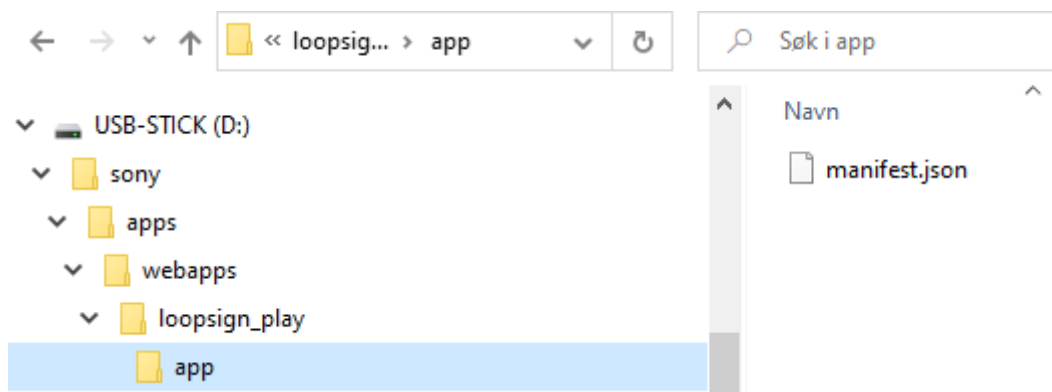 « loopsig... › app
Søk i app
USB-STICK (D:)
sony
apps
webapps
loopsign_play
app
Navn
manifest.json